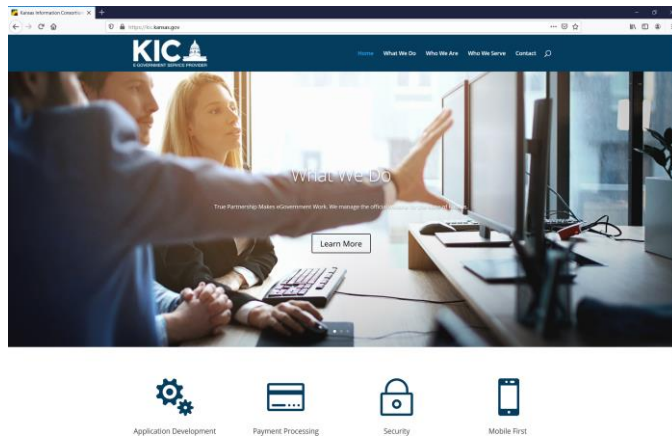 Kansas Information Consortium
https://kic.kansas.gov
KIC
E-GOVERNMENT SERVICE PROVIDER
Home What We Do Who We Are Who We Serve Contact
What We Do
True Partnership Makes eGovernment Work. We manage the official
Learn More
Application Development
Payment Processing
Security
Mobile First